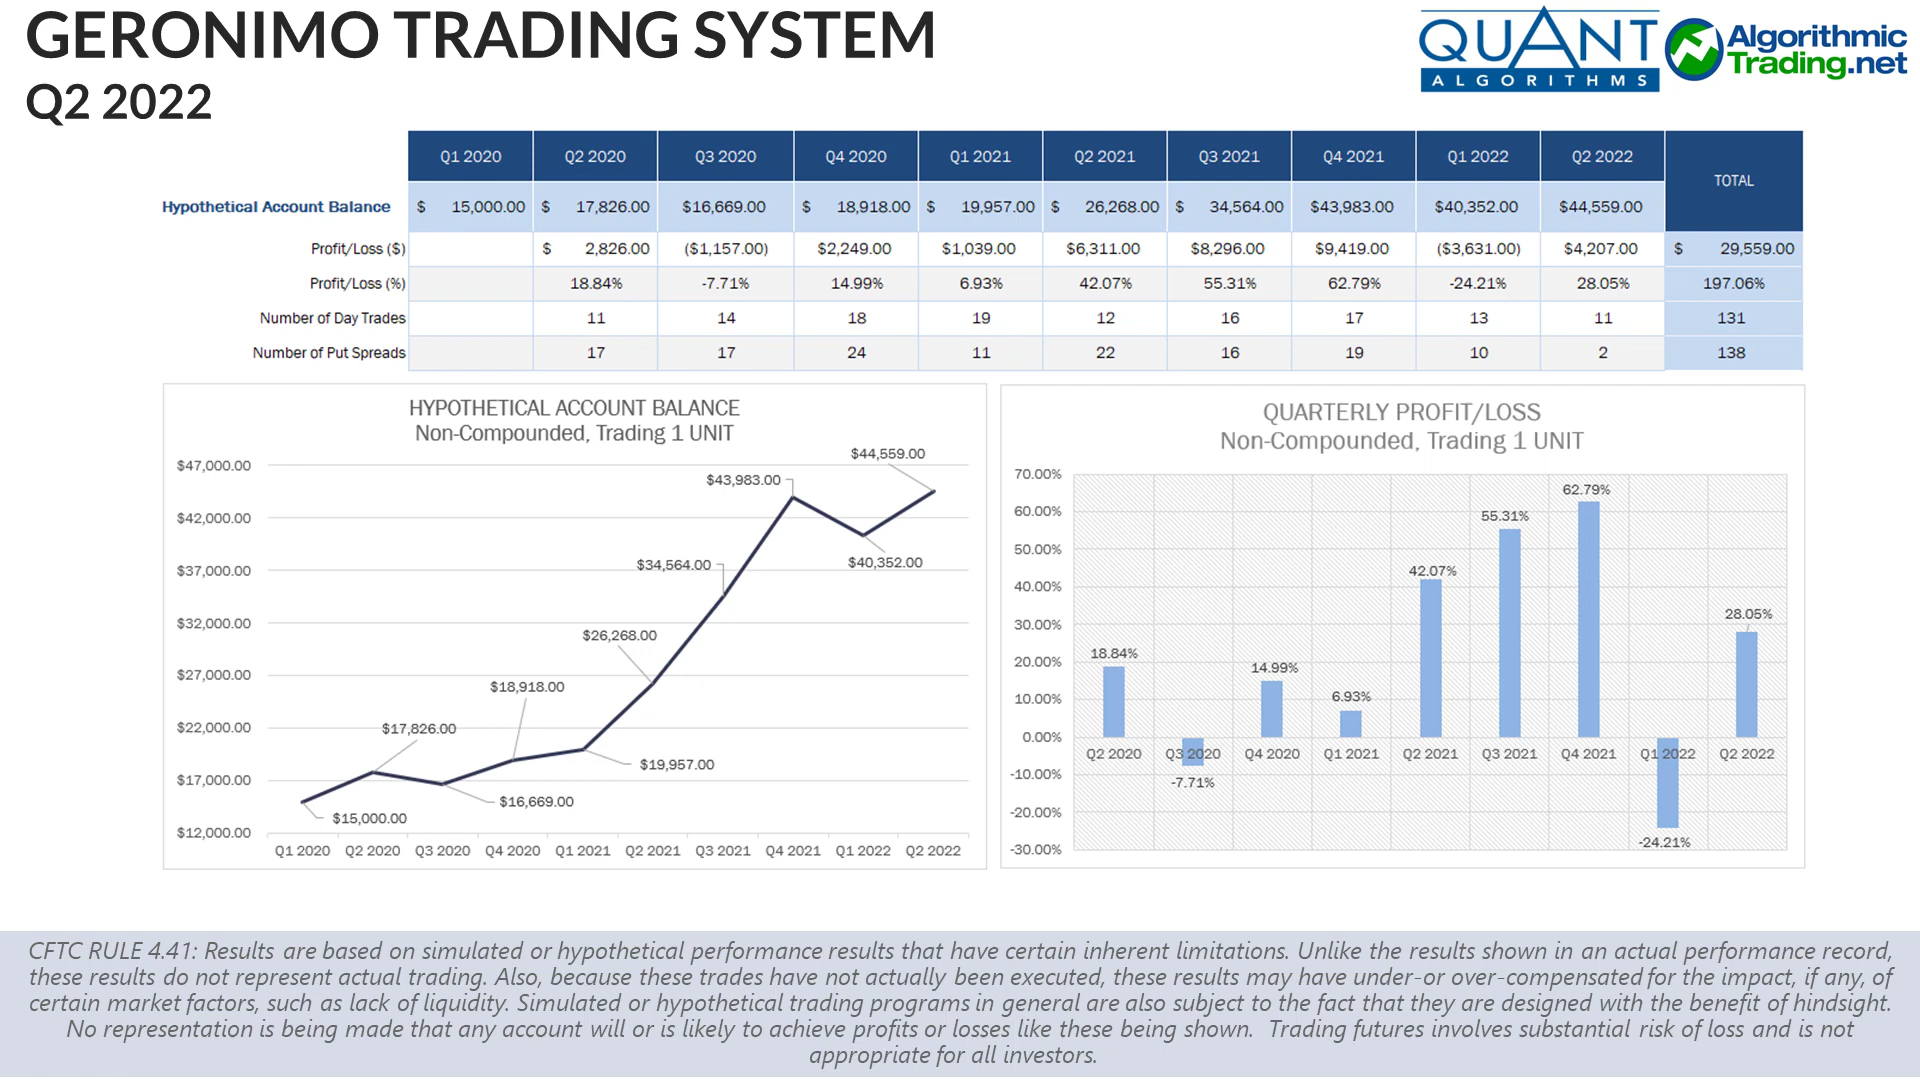 GERONIMO TRADING SYSTEM
Q2 2022
QUANT
ALGORITHMS
Algorithmic
Trading.net
Q1 2020 Q2 2020 Q3 2020 Q4 2020 Q1 2021 Q2 2021 Q3 2021 Q4 2021 Q1 2022 Q2 2022 TOTAL
Hypothetical Account Balance $ 15,000.00 $ 17,826.00 $16,669.00 $ 18,918.00 $ 19,957.00 $ 26,268.00 $ 34,564.00 $43,983.00 $40,352.00 $44,559.00
Profit/Loss ($) $ 2,826.00 ($1,157.00) $2,249.00 $1,039.00 $6,311.00 $8,296.00 $9,419.00 ($3,631.00) $4,207.00 $ 29,559.00
Profit/Loss (%) 18.84% -7.71% 14.99% 6.93% 42.07% 55.31% 62.79% -24.21% 28.05% 197.06%
Number of Day Trades 11 14 18 19 12 16 17 13 11 131
Number of Put Spreads 17 17 24 11 22 16 19 10 2 138
HYPOTHETICAL ACCOUNT BALANCE
Non-Compounded, Trading 1 UNIT
$47,000.00
$42,000.00
$37,000.00
$32,000.00
$27,000.00
$22,000.00
$17,000.00
$12,000.00
$15,000.00
$17,826.00
$16,669.00
$18,918.00
$19,957.00
$26,268.00
$34,564.00
$43,983.00
$40,352.00
$44,559.00
Q1 2020 Q2 2020 Q3 2020 Q4 2020 Q1 2021 Q2 2021 Q3 2021 Q4 2021 Q1 2022 Q2 2022
QUARTERLY PROFIT/LOSS
Non-Compounded, Trading 1 UNIT
70.00%
60.00%
50.00%
40.00%
30.00%
20.00%
10.00%
0.00%
-10.00%
-20.00%
-30.00%
18.84%
-7.71%
14.99%
6.93%
42.07%
55.31%
62.79%
-24.21%
28.05%
Q2 2020 Q3 2020 Q4 2020 Q1 2021 Q2 2021 Q3 2021 Q4 2021 Q1 2022 Q2 2022
CFTC RULE 4.41: Results are based on simulated or hypothetical performance results that have certain inherent limitations. Unlike the results shown in an actual performance record,
these results do not represent actual trading. Also, because these trades have not actually been executed, these results may have under-or over-compensated for the impact, if any, of
certain market factors, such as lack of liquidity. Simulated or hypothetical trading programs in general are also subject to the fact that they are designed with the benefit of hindsight.
No representation is being made that any account will or is likely to achieve profits or losses like these being shown. Trading futures involves substantial risk of loss and is not
appropriate for all investors.